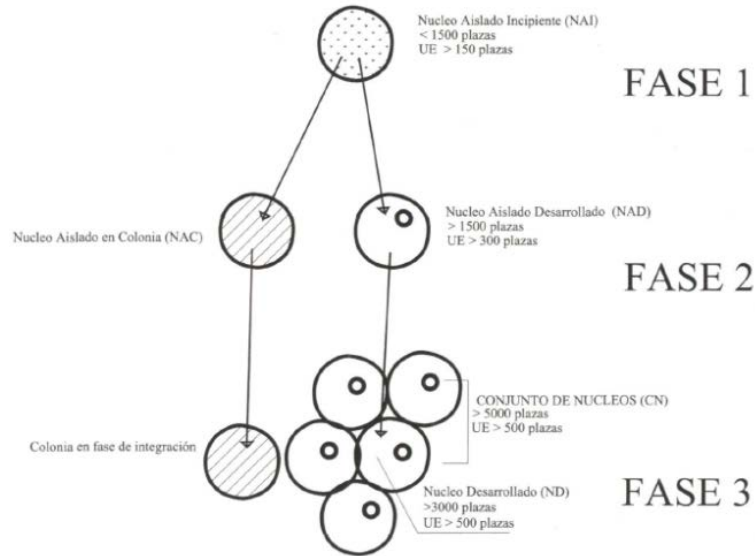 Nucleo Aislado Incipiente (NAI)
< 1500 plazas
UE > 150 plazas
FASE 1
Nucleo Aislado en Colonia (NAC)
Nucleo Aislado Desarrollado (NAD)
> 1500 plazas
UE > 300 plazas
FASE 2
CONJUNTO DE NUCLEOS (CN)
> 5000 plazas
UE > 500 plazas
Colonia en fase de integración
Nucleo Desarrollado (ND)
>3000 plazas
UE > 500 plazas
FASE 3